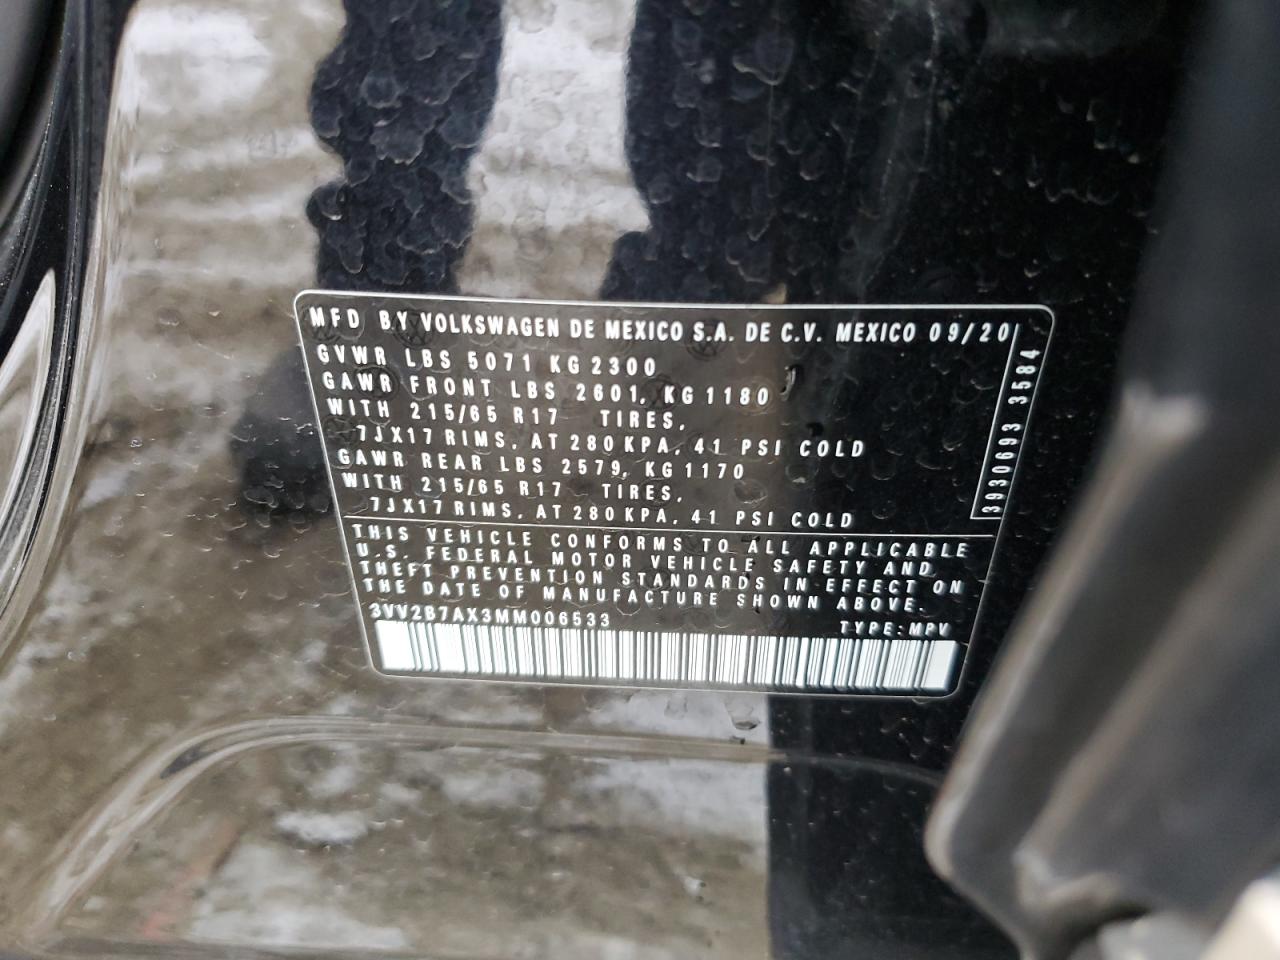 MFD BY VOLKSWAGEN DE MEXICO S.A. DE C.V. MEXICO 09/20
GVWR LBS 5071 KG 2300
GAWR FRONT LBS 2601, KG 1180
WITH 215/65 R17 TIRES,
7JX17 RIMS, AT 280 KPA, 41 PSI COLD
GAWR REAR LBS 2579, KG 1170
WITH 215/65 R17 TIRES,
7JX17 RIMS, AT 280 KPA, 41 PSI COLD
THIS VEHICLE CONFORMS TO ALL APPLICABLE
U.S. FEDERAL MOTOR VEHICLE SAFETY AND
THEFT PREVENTION STANDARDS IN EFFECT ON
THE DATE OF MANUFACTURE SHOWN ABOVE.
3VV2B7AX3MM006533 TYPE: MPV
3930693 3584